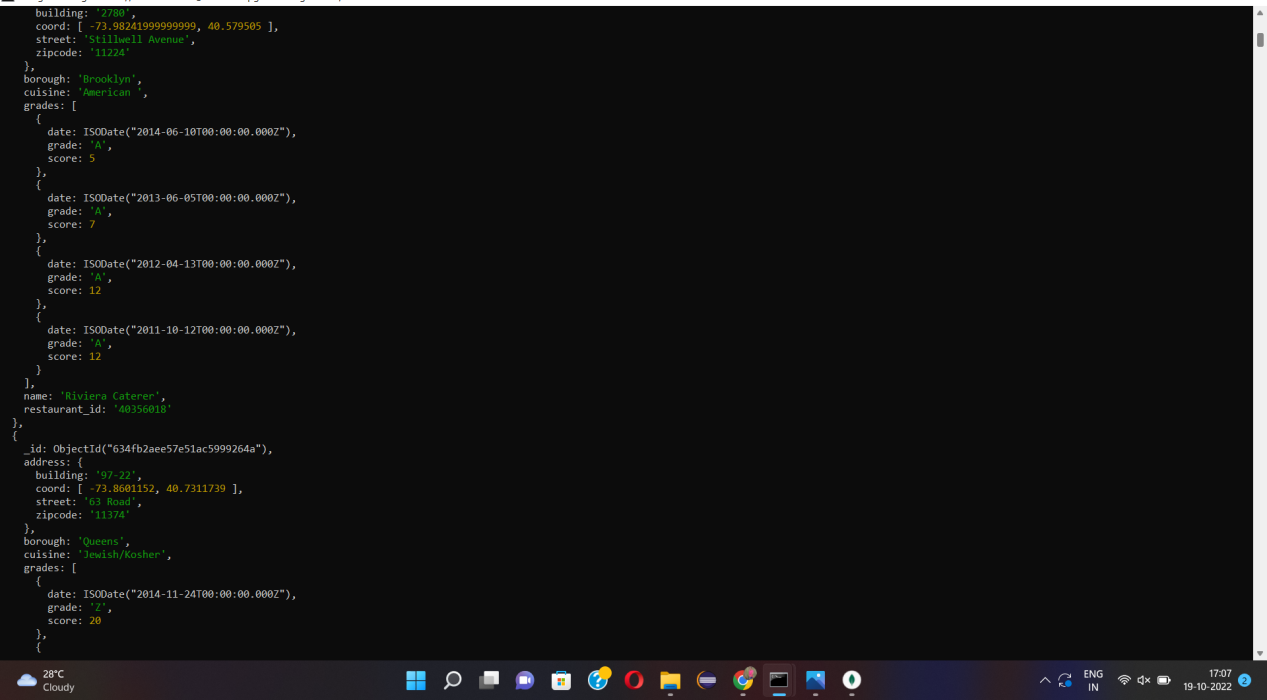 building: '2780',
coord: [ -73.98241999999999, 40.579505 ],
street: 'Stillwell Avenue',
zipcode: '11224'
},
borough: 'Brooklyn',
cuisine: 'American ',
grades: [
{
date: ISODate("2014-06-10T00:00:00.000Z"),
grade: 'A',
score: 5
},
{
date: ISODate("2013-06-05T00:00:00.000Z"),
grade: 'A',
score: 7
},
{
date: ISODate("2012-04-13T00:00:00.000Z"),
grade: 'A',
score: 12
},
{
date: ISODate("2011-10-12T00:00:00.000Z"),
grade: 'A',
score: 12
}
],
name: 'Riviera Caterer',
restaurant_id: '40356018'
},
{
_id: ObjectId("634fb2aee57e51ac5999264a"),
address: {
building: '97-22',
coord: [ -73.8601152, 40.7311739 ],
street: '63 Road',
zipcode: '11374'
},
borough: 'Queens',
cuisine: 'Jewish/Kosher',
grades: [
{
date: ISODate("2014-11-24T00:00:00.000Z"),
grade: 'Z',
score: 20
},
{
28°C
Cloudy
ENG
IN
17:07
19-10-2022
2